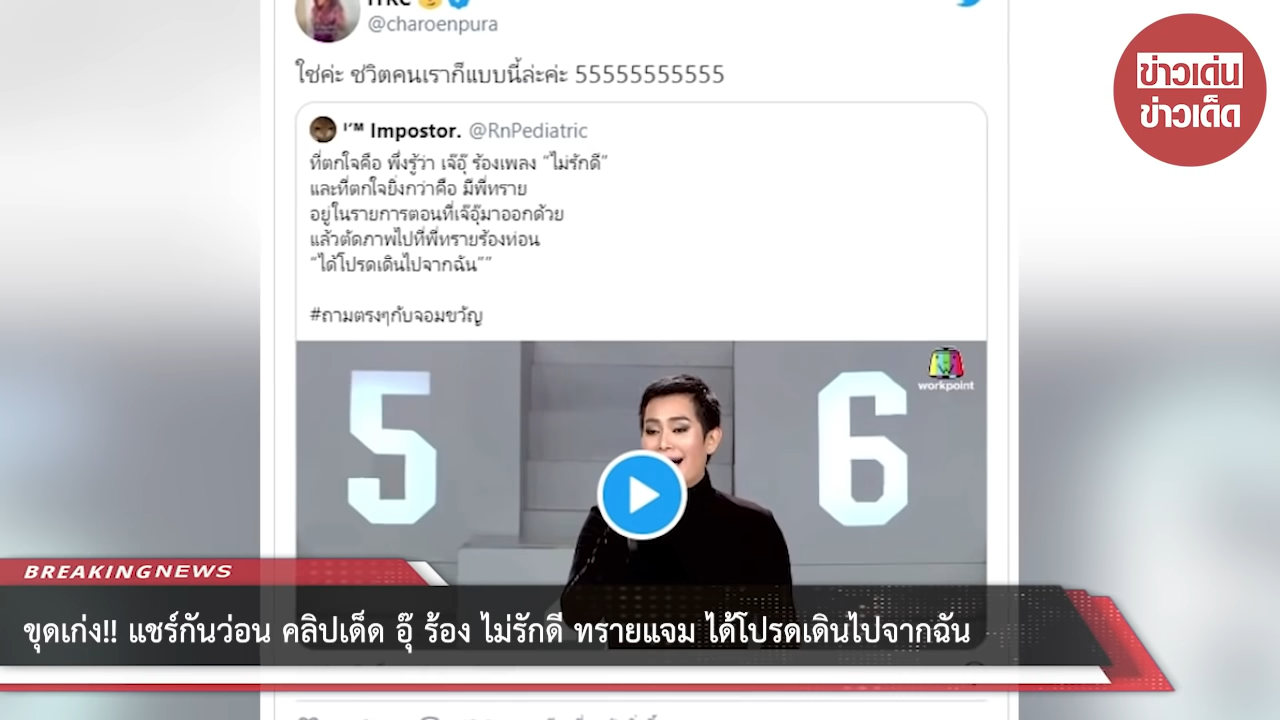 @charoenpura
ใช่ค่ะ ชีวิตคนเราก็แบบนี้ล่ะค่ะ 55555555555
I'M Impostor. @RnPediatric
ที่ตกใจคือ พึ่งรู้ว่า เจ๊อุ๊ ร้องเพลง "ไม่รักดี"
และที่ตกใจยิ่งกว่าคือ มีพี่ทราย
อยู่ในรายการตอนที่เจ๊อุ๊มาออกด้วย
แล้วตัดภาพไปที่พี่ทรายร้องท่อน
"ได้โปรดเดินไปจากฉัน""
#ถามตรงๆกับจอมขวัญ
workpoint
5 6
ข่าวเด่น
ข่าวเด็ด
BREAKING NEWS
ขุดเก่ง!! แชร์กันว่อน คลิปเด็ด อุ๊ ร้อง ไม่รักดี ทรายแจม ได้โปรดเดินไปจากฉัน